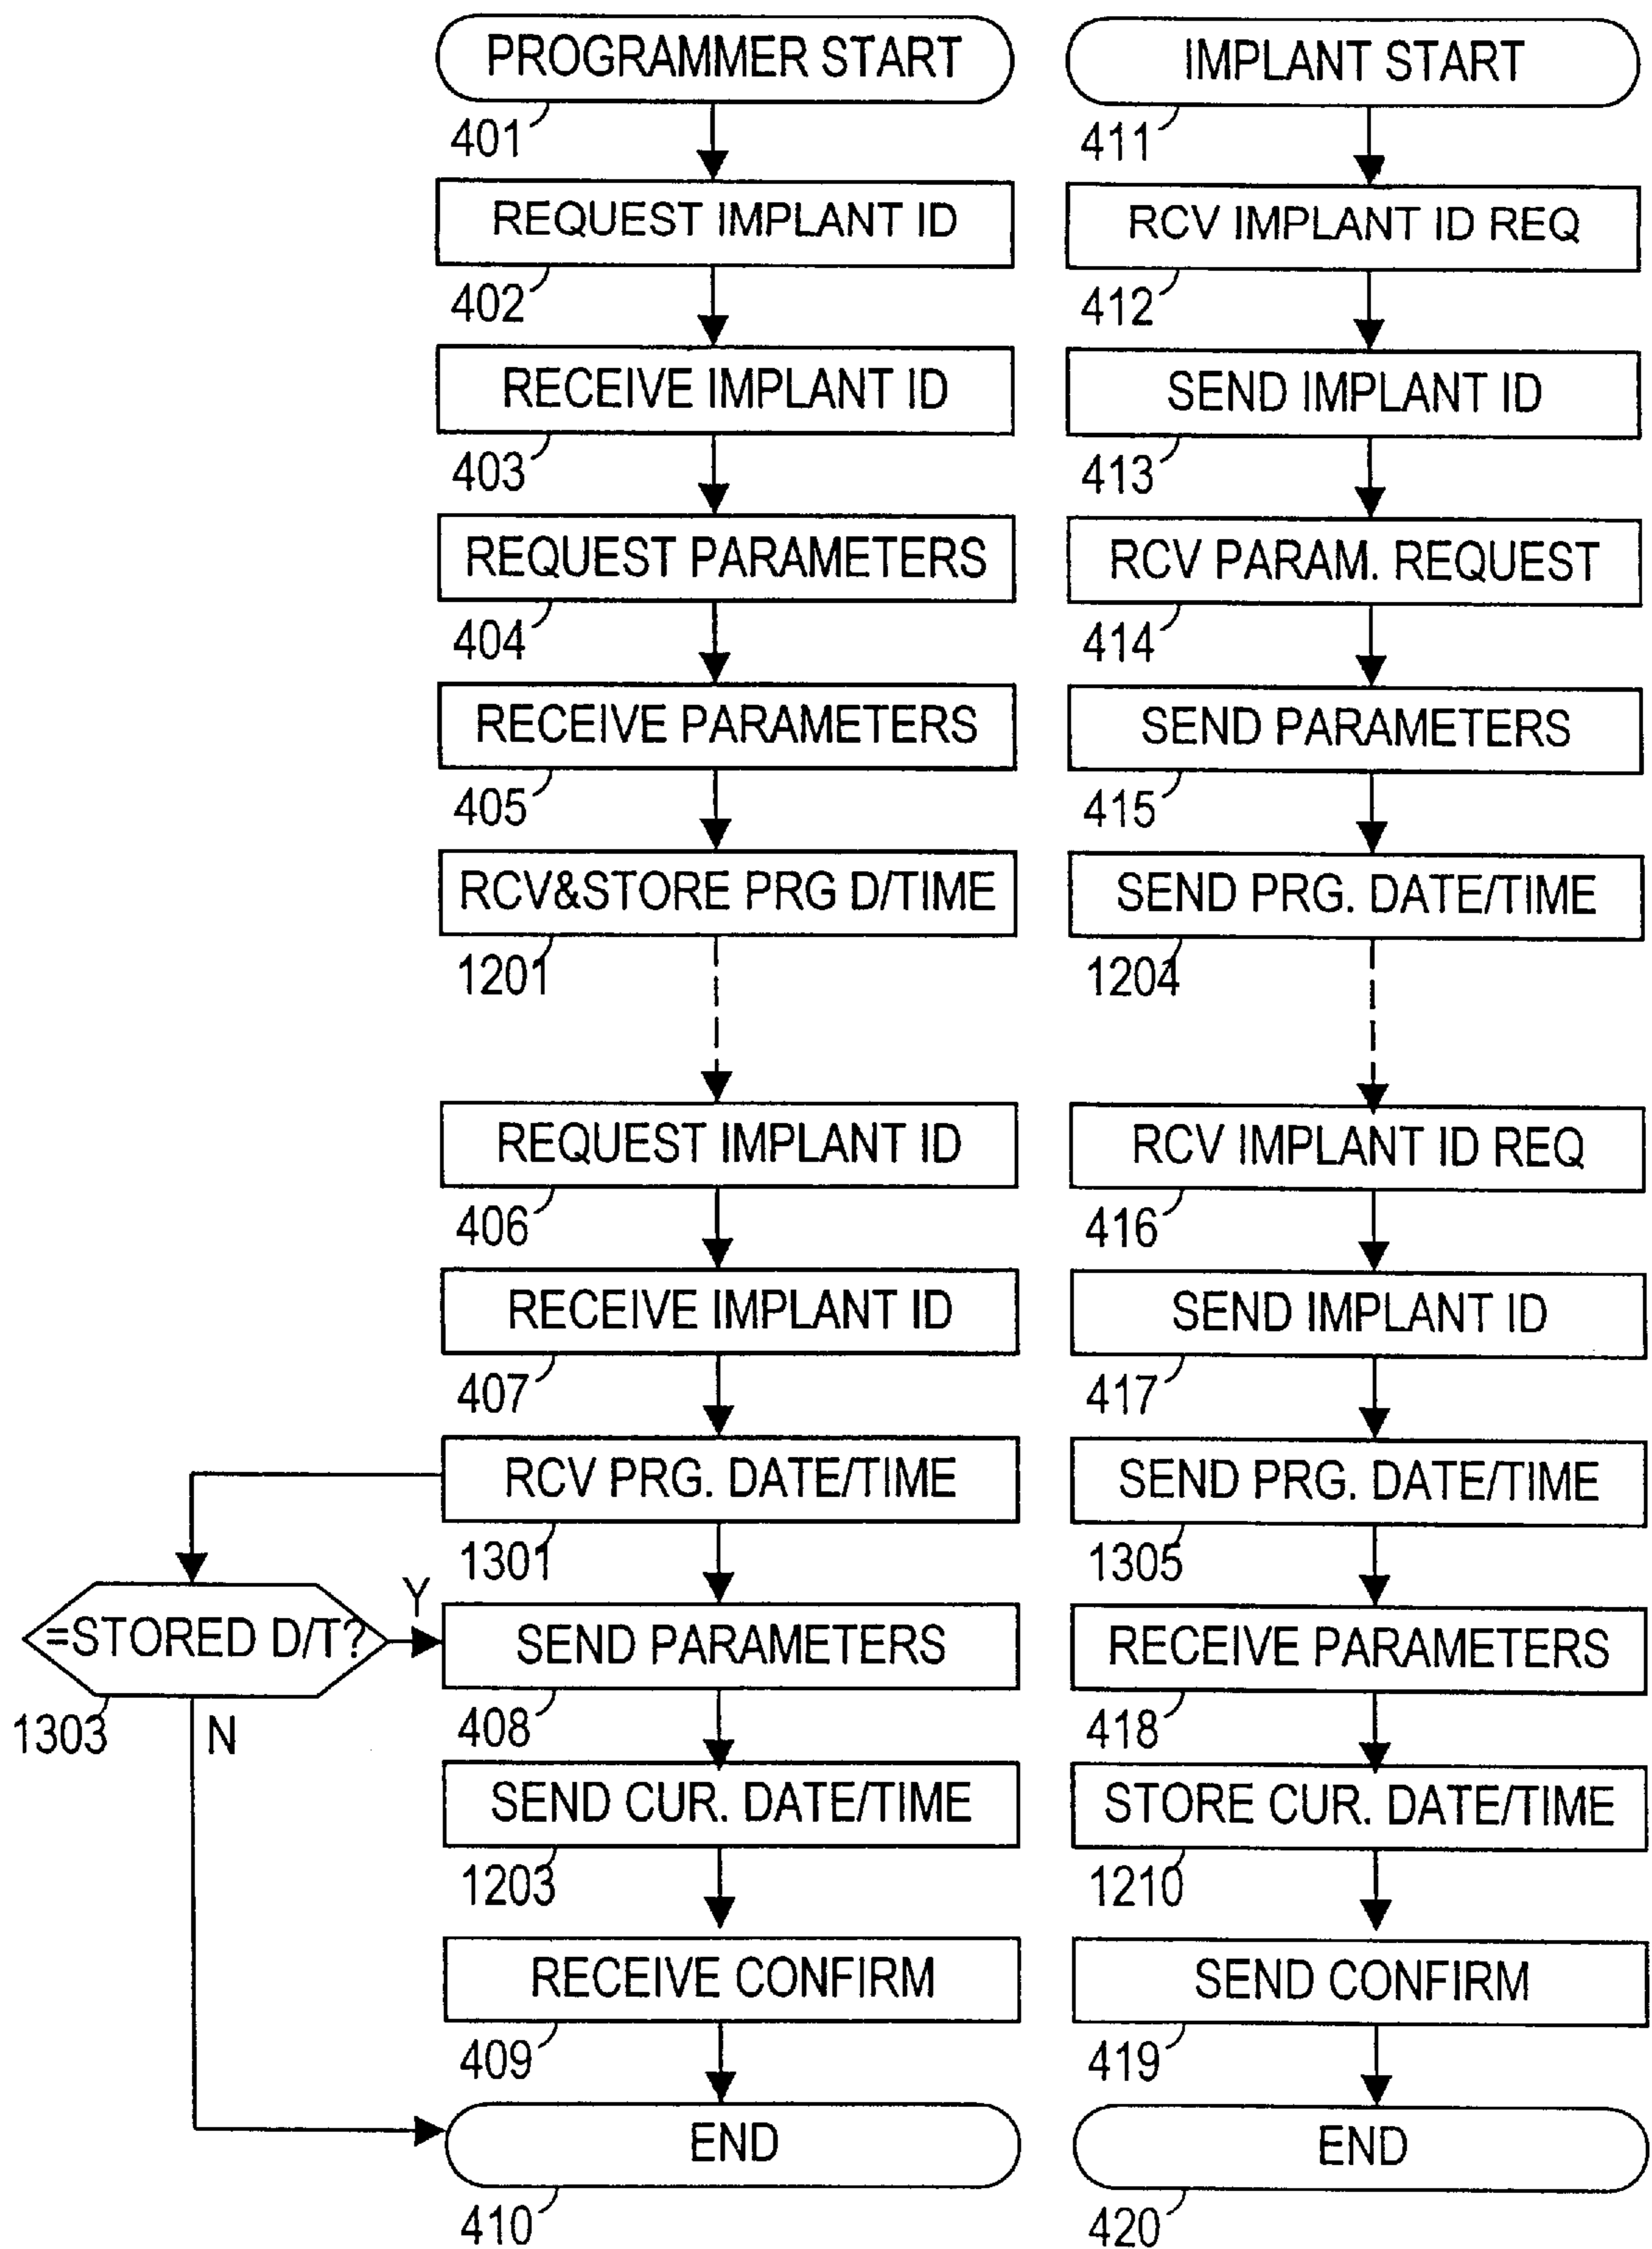 PROGRAMMER START
401
REQUEST IMPLANT ID
402
RECEIVE IMPLANT ID
403
REQUEST PARAMETERS
404
RECEIVE PARAMETERS
405
RCV&STORE PRG D/TIME
1201
REQUEST IMPLANT ID
406
RECEIVE IMPLANT ID
407
RCV PRG. DATE/TIME
1301
=STORED D/T?
Y
1303
N
SEND PARAMETERS
408
SEND CUR. DATE/TIME
1203
RECEIVE CONFIRM
409
END
410
IMPLANT START
411
RCV IMPLANT ID REQ
412
SEND IMPLANT ID
413
RCV PARAM. REQUEST
414
SEND PARAMETERS
415
SEND PRG. DATE/TIME
1204
RCV IMPLANT ID REQ
416
SEND IMPLANT ID
417
SEND PRG. DATE/TIME
1305
RECEIVE PARAMETERS
418
STORE CUR. DATE/TIME
1210
SEND CONFIRM
419
END
420